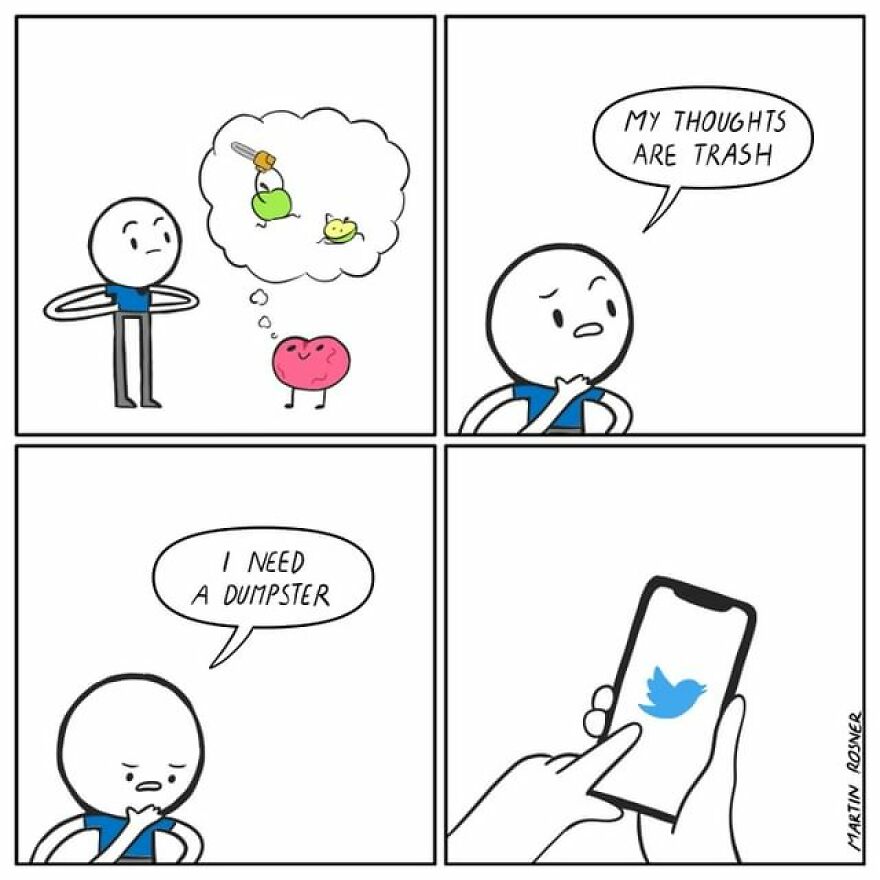 MY THOUGHTS
ARE TRASH
I NEED
A DUMPSTER
MARTIN ROSNER